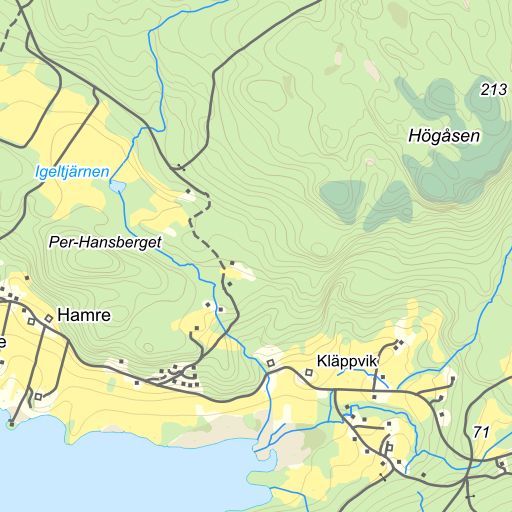 213
Högåsen
Igeltjärnen
Per-Hansberget
Hamre
e
Kläppvik
71